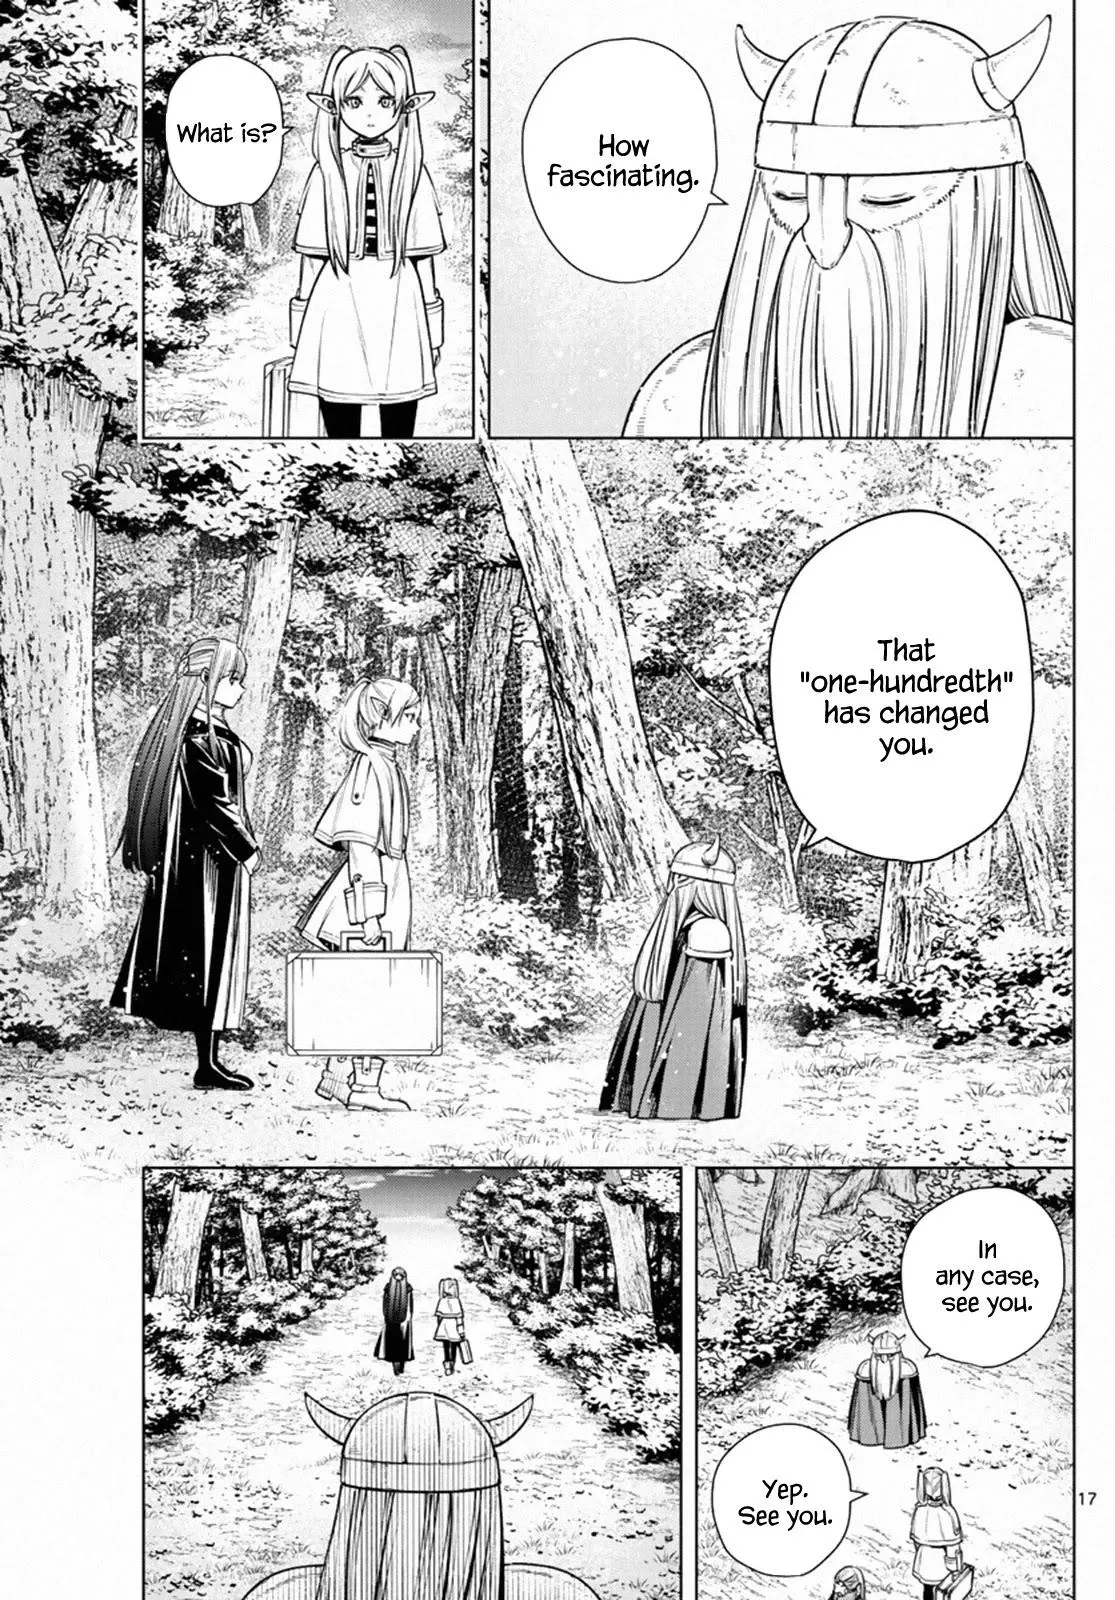 How
fascinating.
What is?
That
"one-hundredth"
has changed
you.
In
any case,
see you.
Yep.
See you.
17